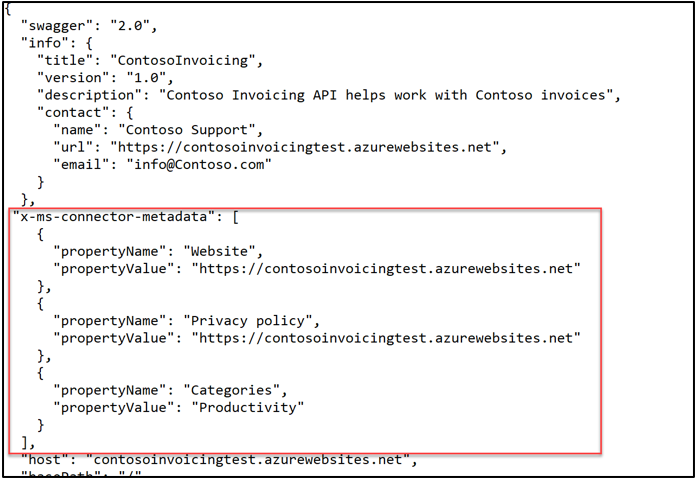 {
"swagger": "2.0",
"info": {
"title": "ContosoInvoicing",
"version": "1.0",
"description": "Contoso Invoicing API helps work with Contoso invoices",
"contact": {
"name": "Contoso Support",
"url": "https://contosoinvoicingtest.azurewebsites.net",
"email": "info@Contoso.com"
}
},
"x-ms-connector-metadata": [
{
"propertyName": "Website",
"propertyValue": "https://contosoinvoicingtest.azurewebsites.net"
},
{
"propertyName": "Privacy policy",
"propertyValue": "https://contosoinvoicingtest.azurewebsites.net"
},
{
"propertyName": "Categories",
"propertyValue": "Productivity"
}
],
"host": "contosoinvoicingtest.azurewebsites.net",
"basePath": "/"